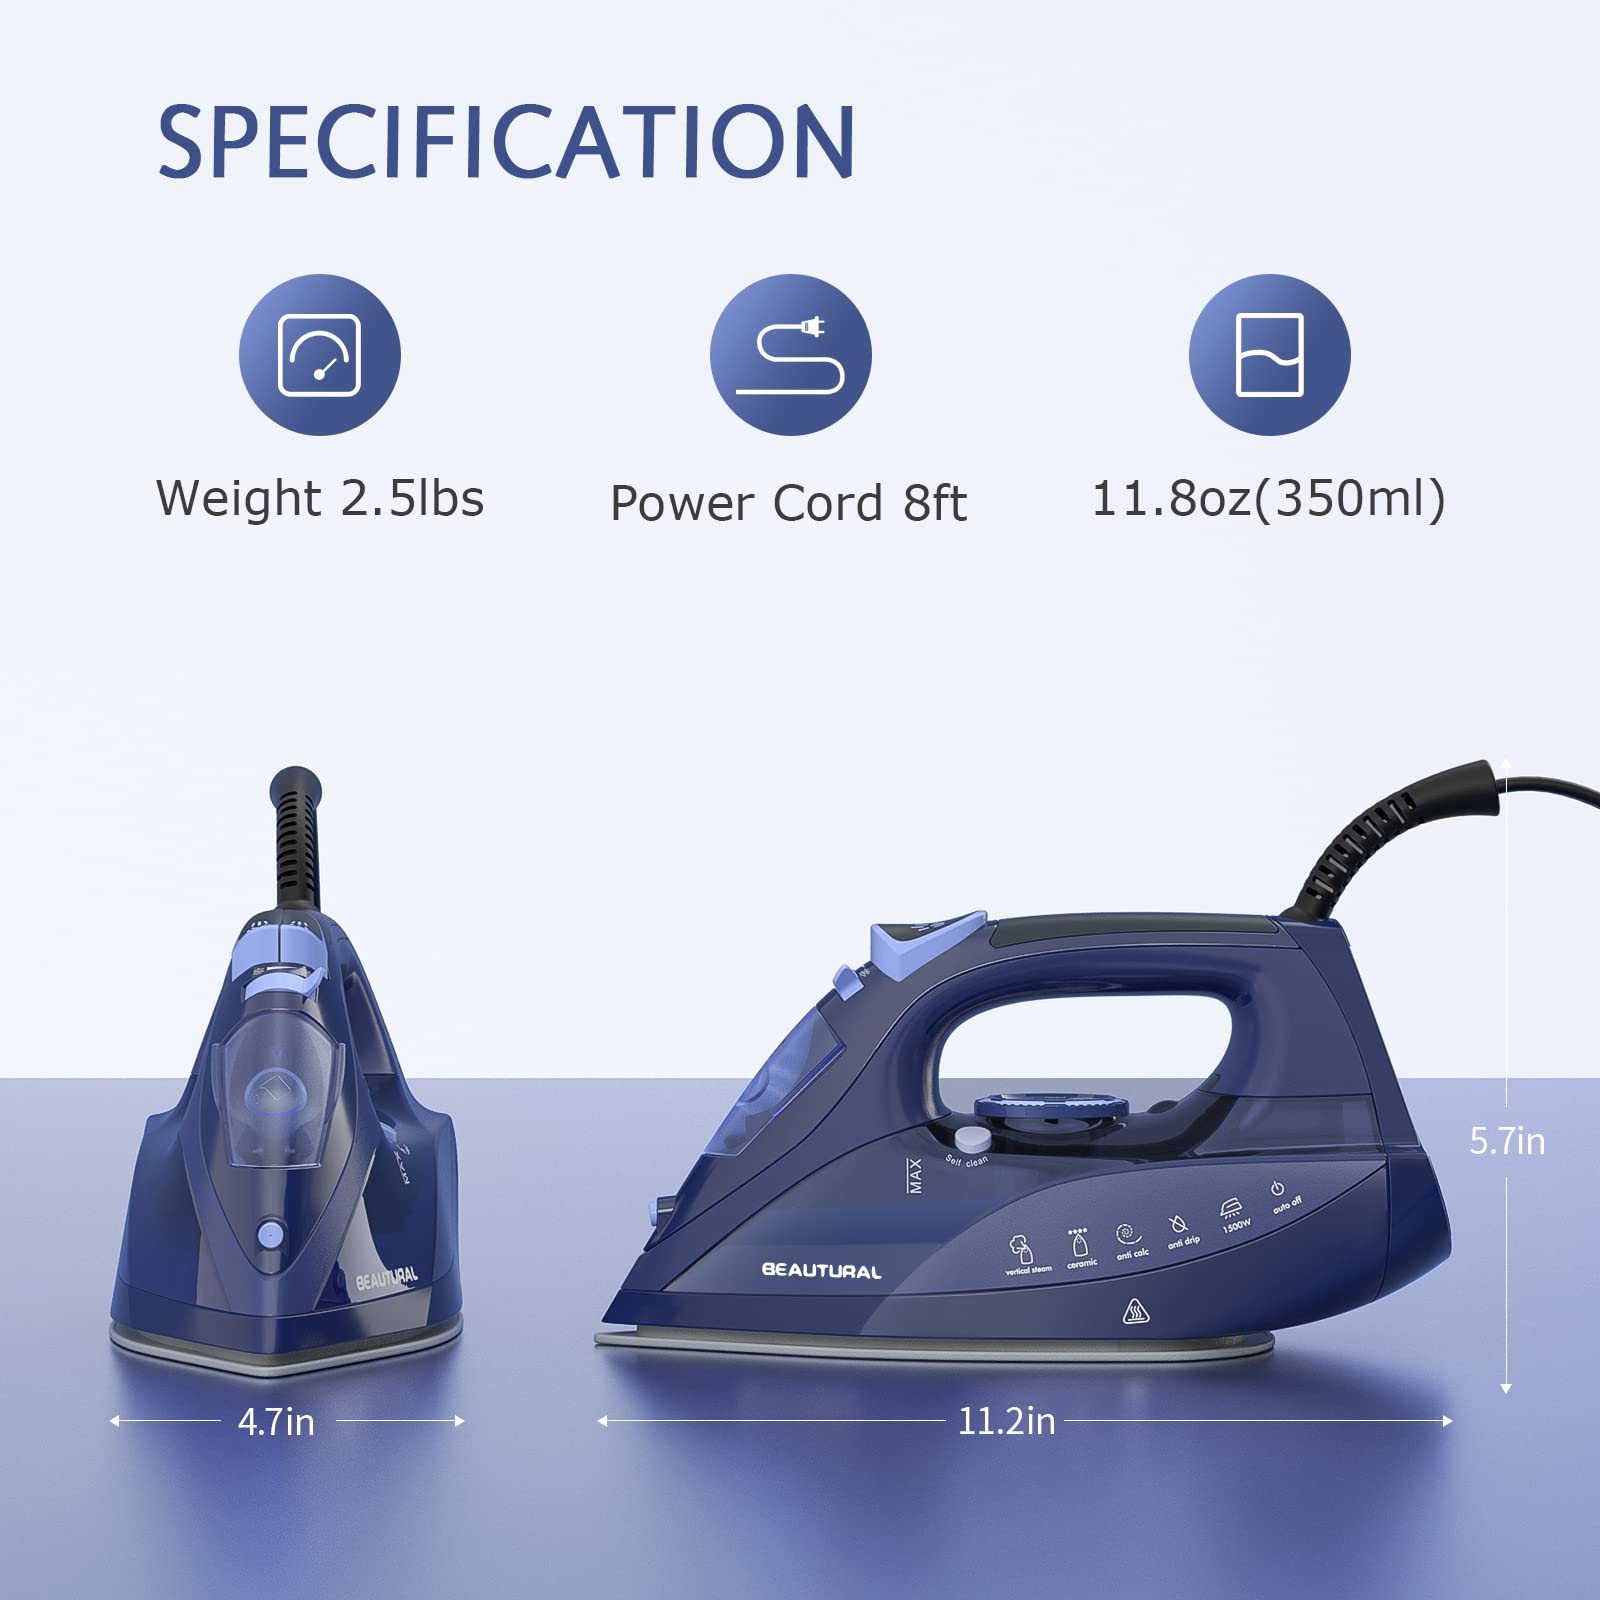 SPECIFICATION
Weight 2.5lbs
Power Cord 8ft
11.8oz(350ml)
MAX
BEAUTURAL
MAX
Self clean
BEAUTURAL
vertical steam
ceramic
anti calc
anti drip
1500W
auto off
5.7in
4.7in
11.2in